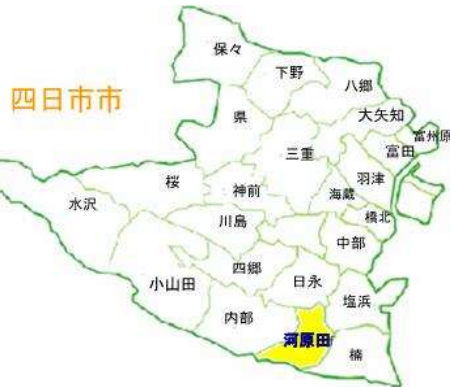 保々
下野
八郷
四日市市
大矢知
県
富州原
富田
三重
羽津
桜
神前
海蔵
水沢
橋北
川島
中部
四郷
日永
小山田
塩浜
内部
河原田
楠